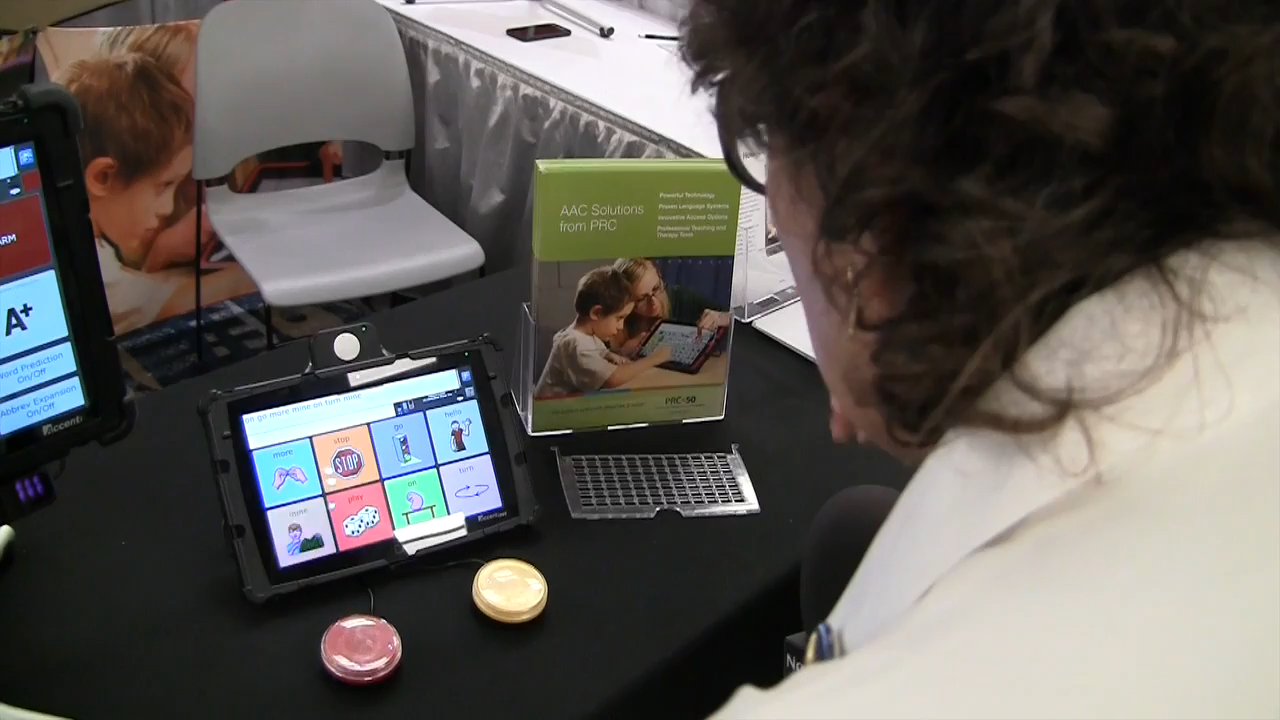 ARM
A+
Word Prediction
On/Off
Abbrev Expansion
On/Off
Accent
on go more mine on turn mine
more
stop
STOP
go
hello
mine
play
on
turn
Accent
AAC Solutions
from PRC
Powerful Technology
Proven Language Systems
Innovative Access Options
Professional Teaching and
Therapy Tools
PRC
50